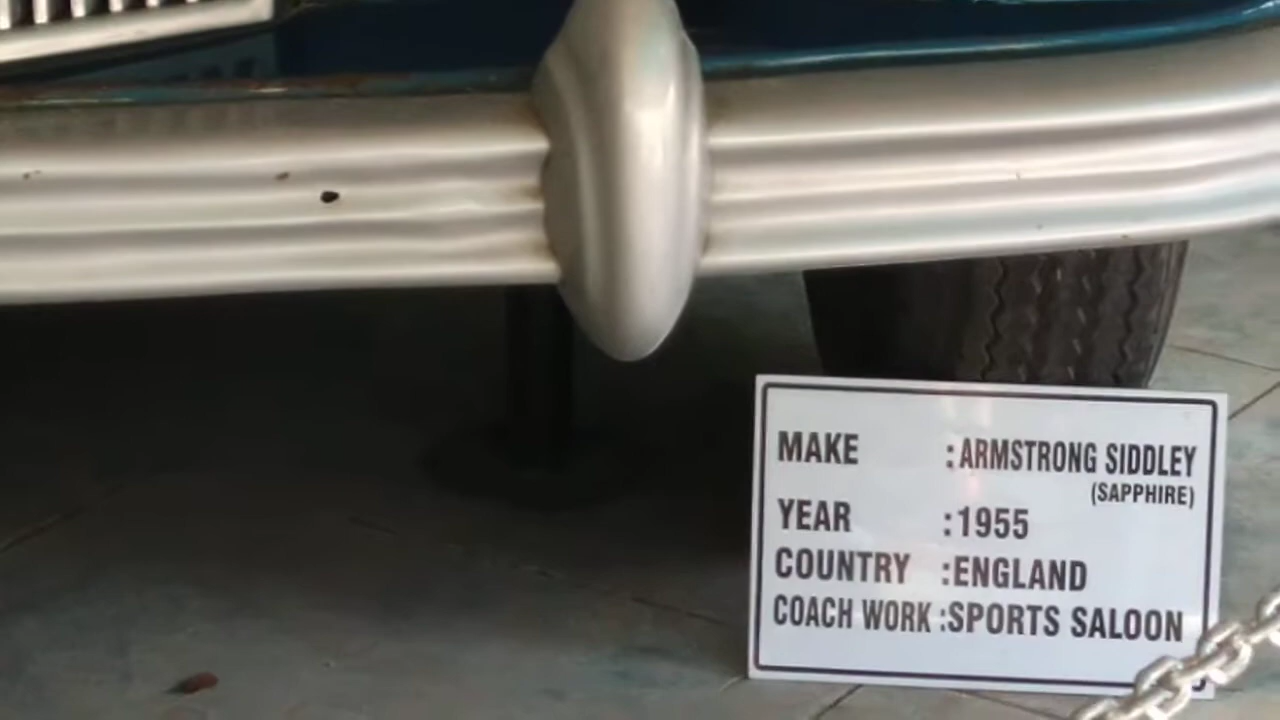 MAKE :ARMSTRONG SIDDLEY
(SAPPHIRE)
YEAR :1955
COUNTRY :ENGLAND
COACH WORK :SPORTS SALOON